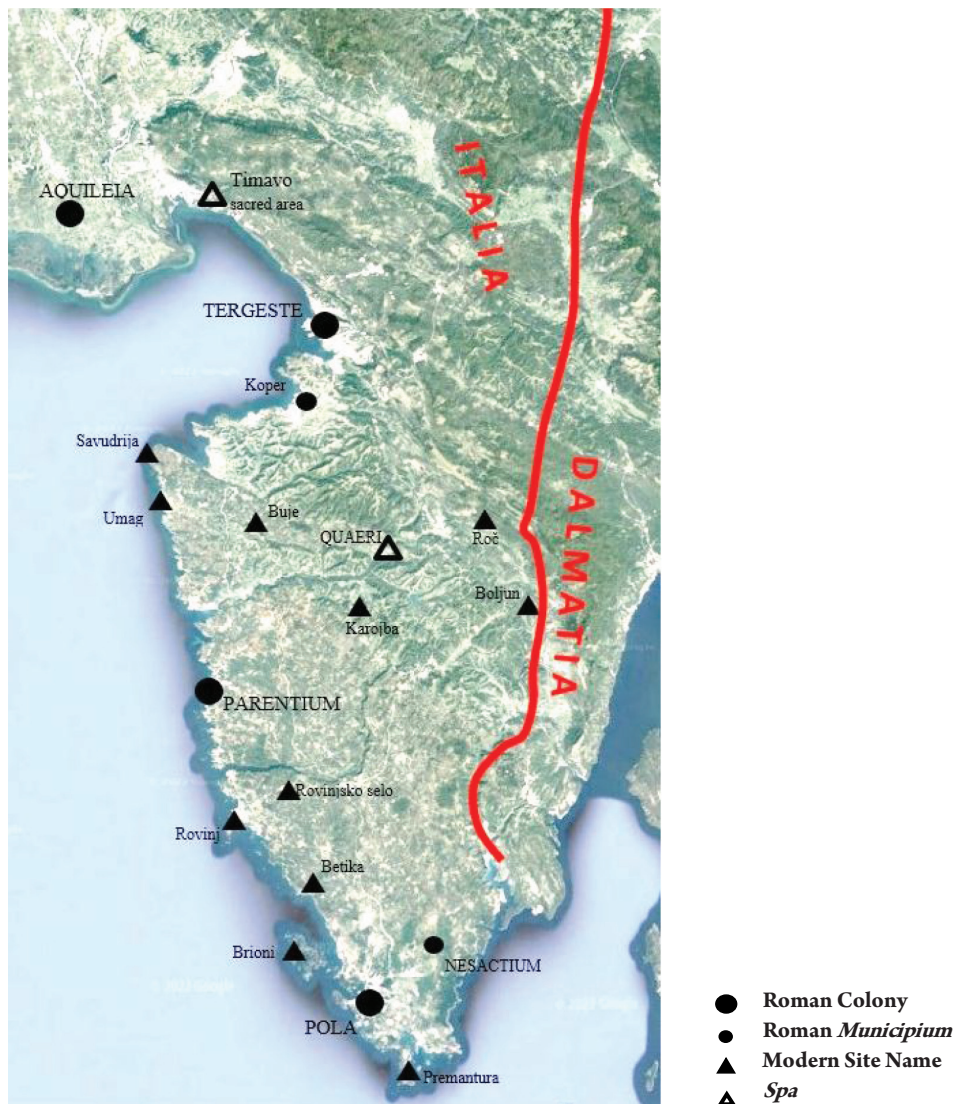 AQUILEIA
Timavo
sacred area
ITALIA
TERGESTE
Koper
Savudrija
Umag
Buje
QUAERI
Roč
DALMATIA
Boljun
Karojba
PARENTIUM
Rovinjsko selo
Rovinj
Betika
Brioni
NESACTIUM
POLA
Premantura
Roman Colony
Roman Municipium
Modern Site Name
Spa